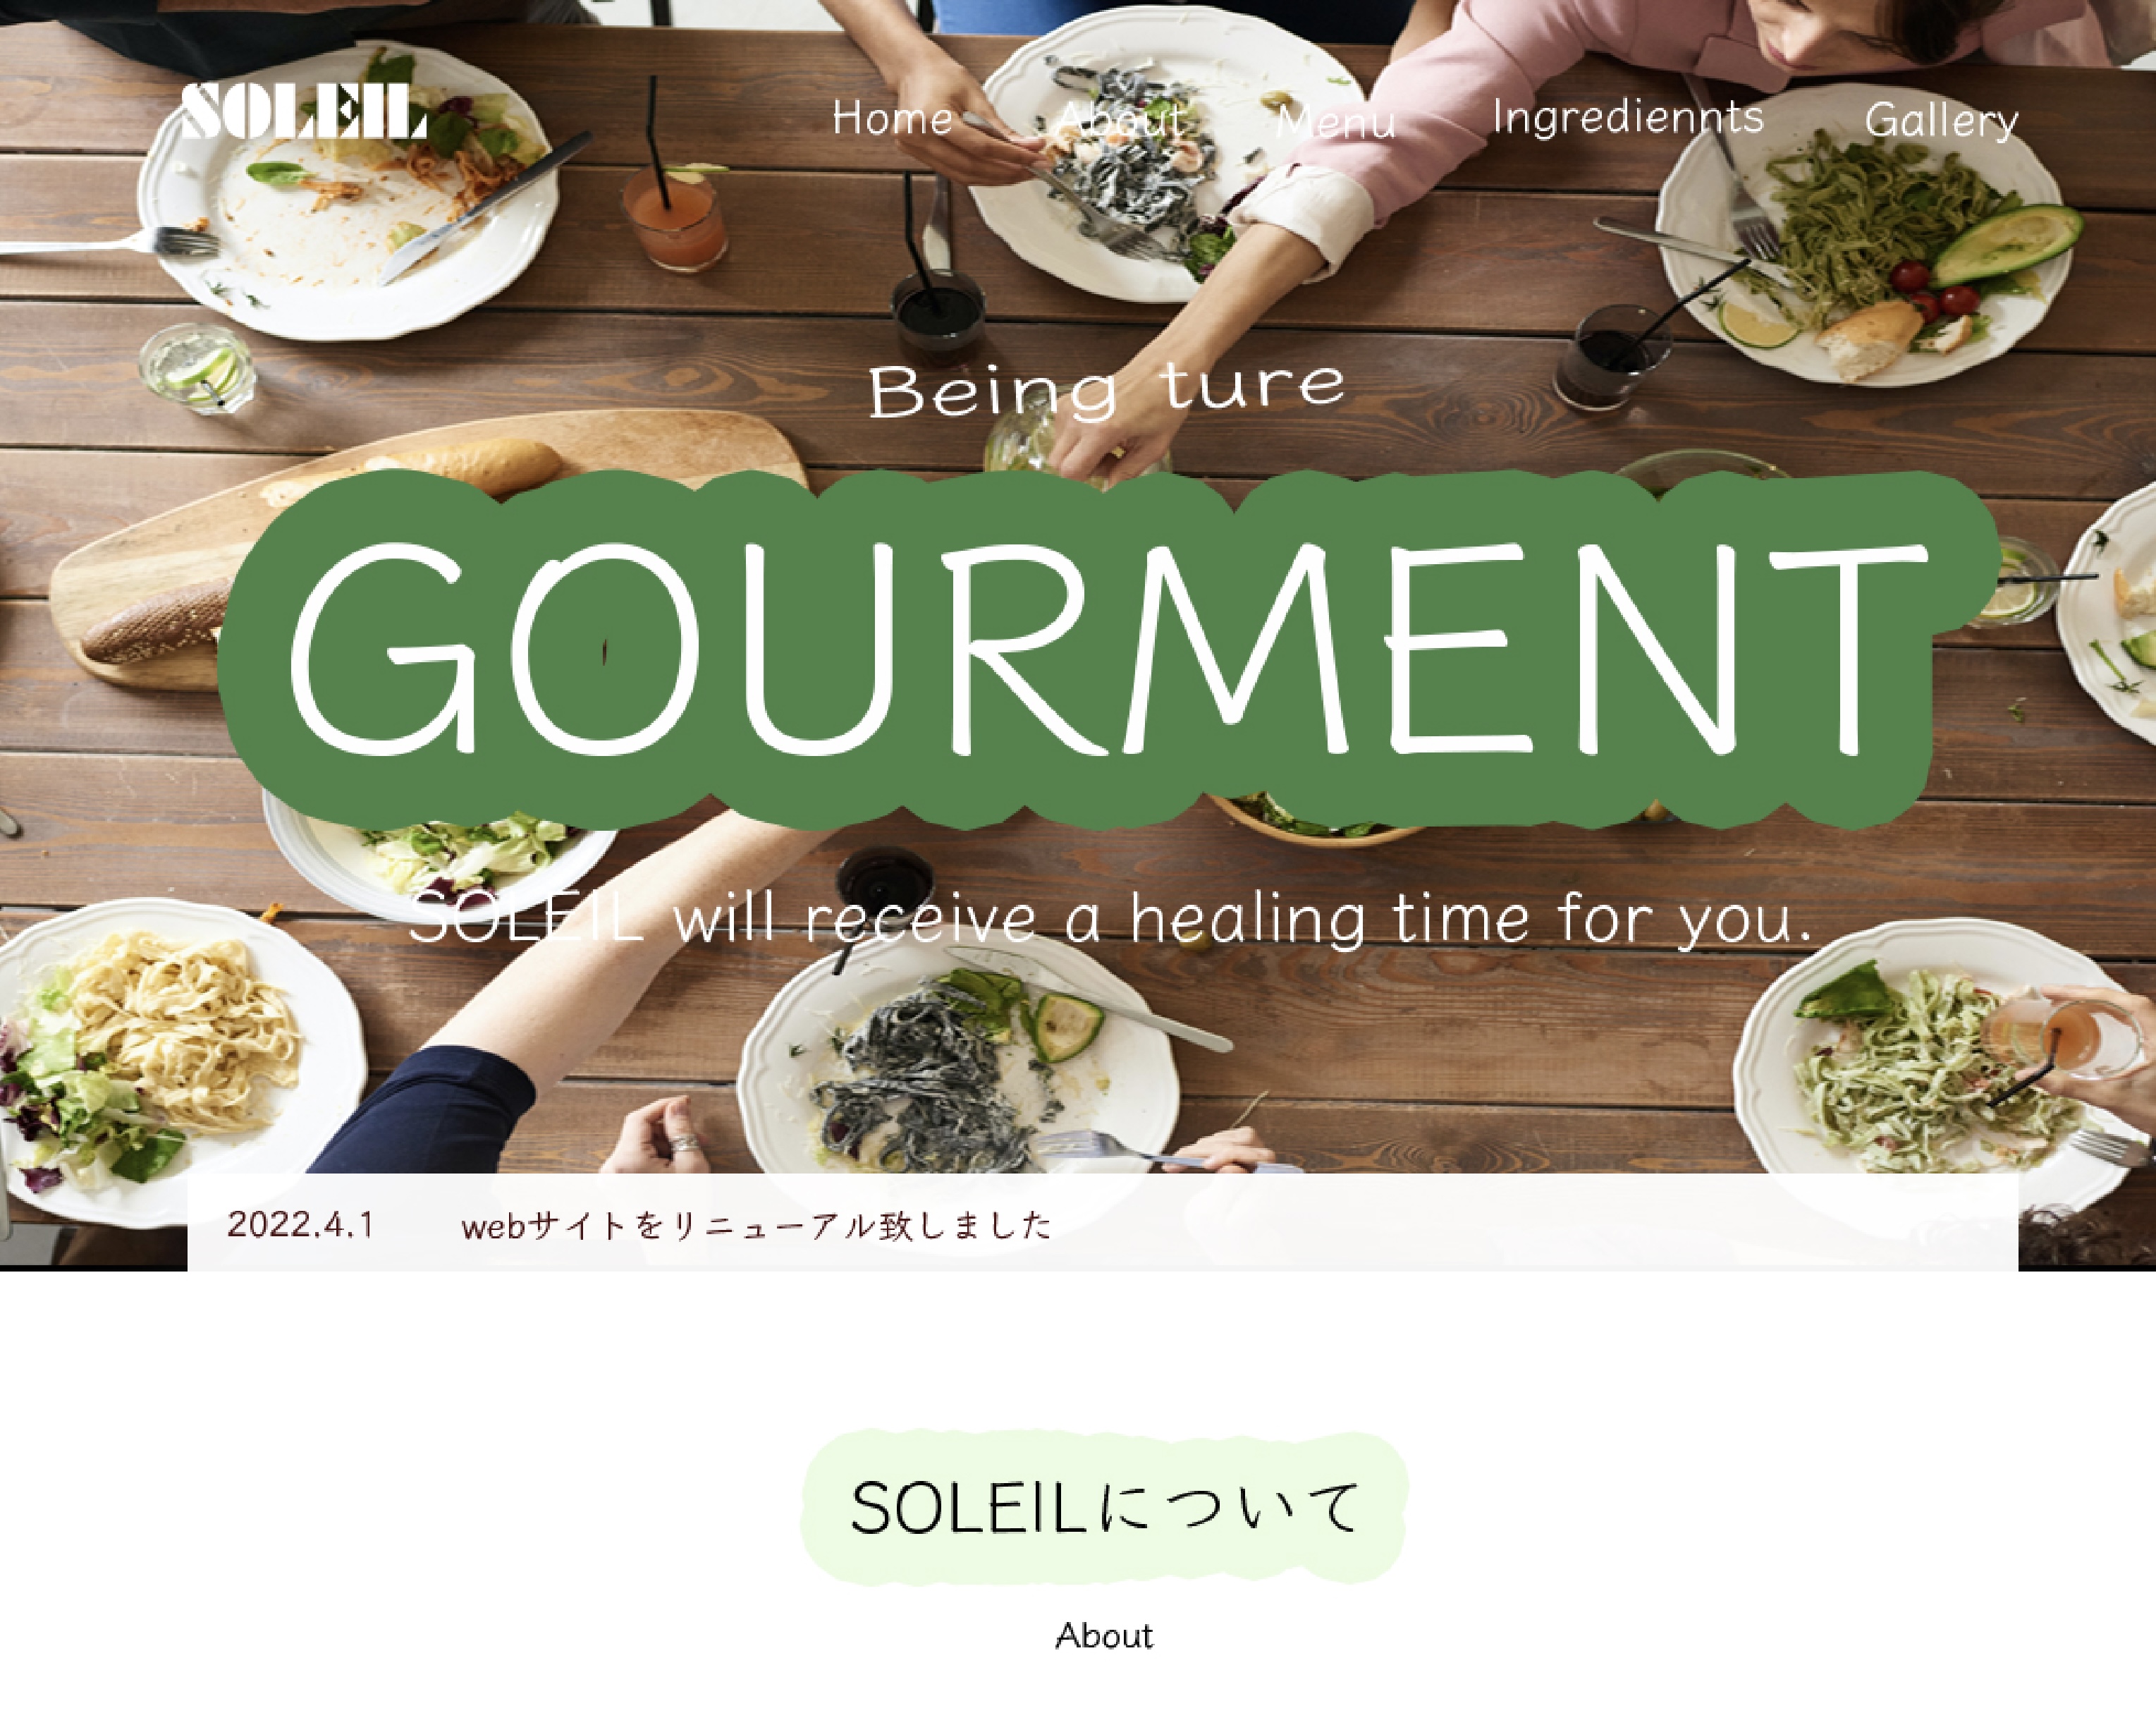 SOLEIL
Home About Menu Ingrediennts Gallery
Being ture
GOURMENT
SOLEIL will receive a healing time for you.
2022.4.1 webサイトをリニューアル致しました
SOLEILについて
About